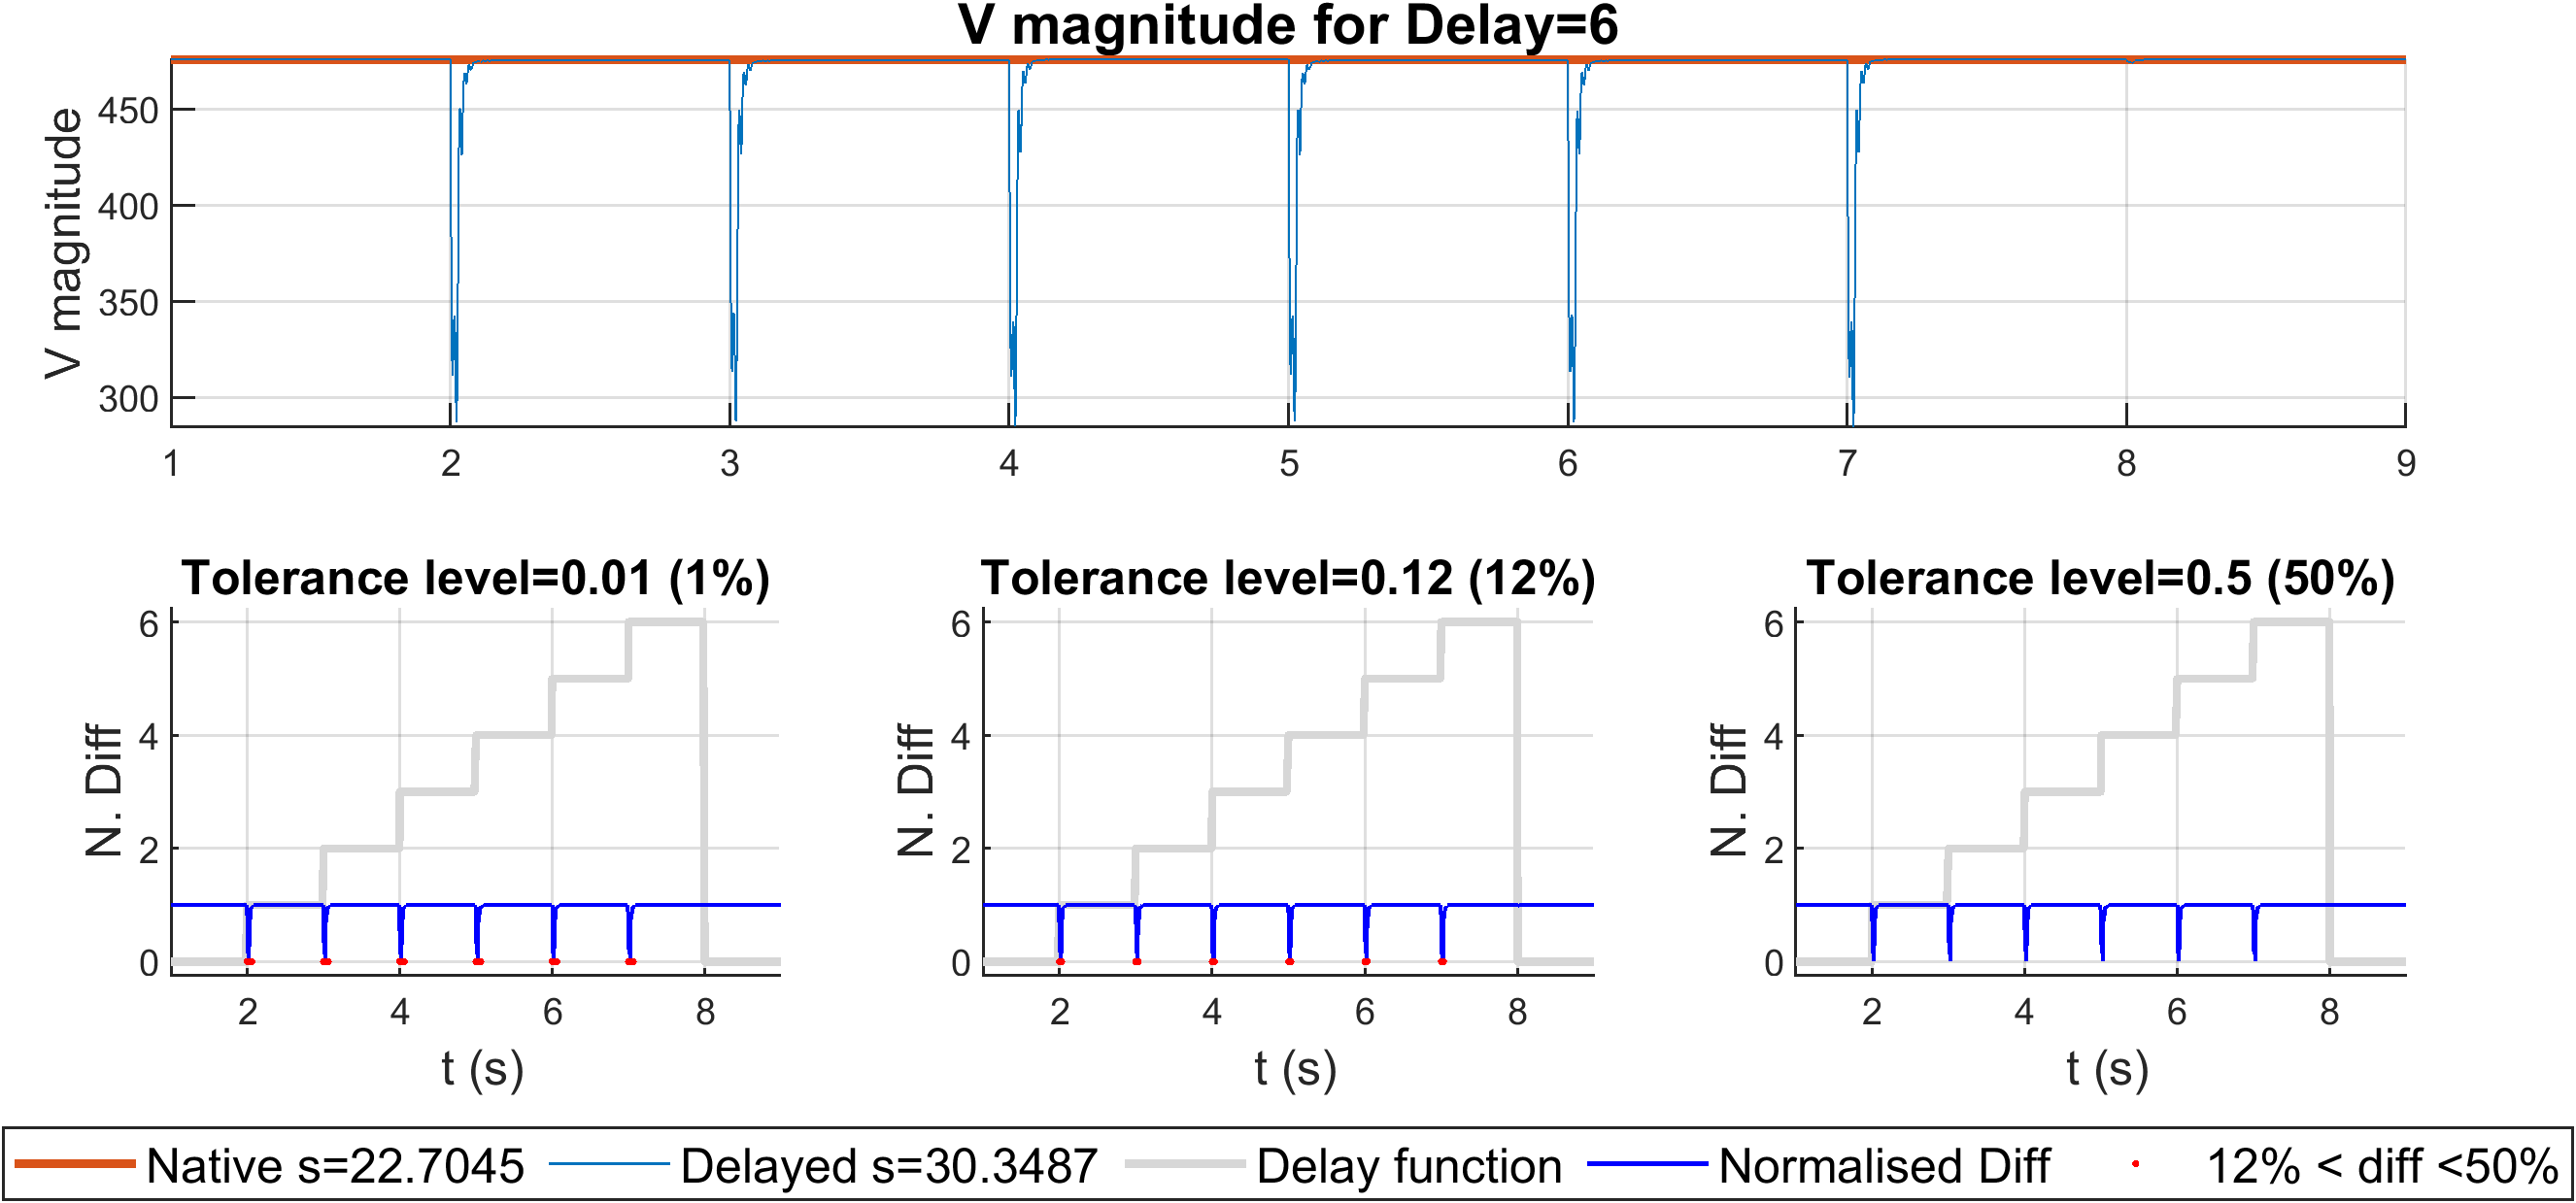 V magnitude for Delay=6
V magnitude
450
400
350
300
1 2 3 4 5 6 7 8 9
Tolerance level=0.01 (1%)
N. Diff
6
4
2
0
2 4 6 8
t (s)
Tolerance level=0.12 (12%)
N. Diff
6
4
2
0
2 4 6 8
t (s)
Tolerance level=0.5 (50%)
N. Diff
6
4
2
0
2 4 6 8
t (s)
Native s=22.7045 Delayed s=30.3487 Delay function Normalised Diff 12% < diff <50%